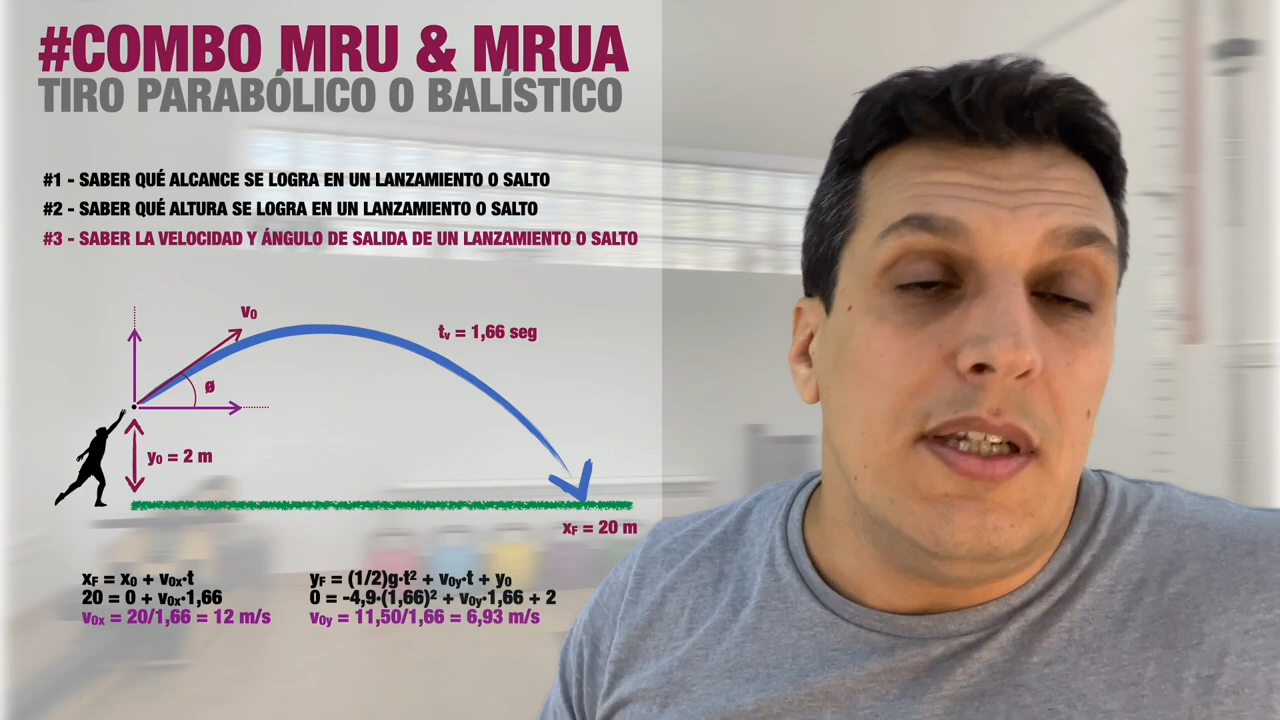 #COMBO MRU & MRUA
TIRO PARABÓLICO O BALÍSTICO
#1 - SABER QUÉ ALCANCE SE LOGRA EN UN LANZAMIENTO O SALTO
#2 - SABER QUÉ ALTURA SE LOGRA EN UN LANZAMIENTO O SALTO
#3 - SABER LA VELOCIDAD Y ÁNGULO DE SALIDA DE UN LANZAMIENTO O SALTO
v₀
tᵥ = 1,66 seg
ø
y₀ = 2 m
x_F = 20 m
x_F = x₀ + v₀ₓ·t
20 = 0 + v₀ₓ·1,66
v₀ₓ = 20/1,66 = 12 m/s
y_F = (1/2)g·t² + v₀y·t + y₀
0 = -4,9·(1,66)² + v₀y·1,66 + 2
v₀y = 11,50/1,66 = 6,93 m/s